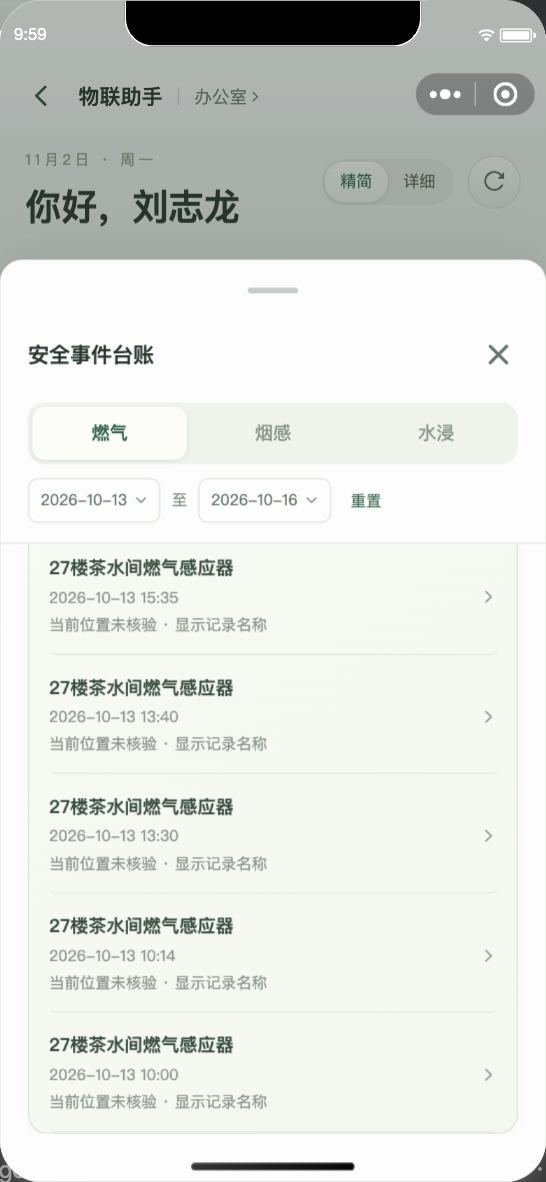 9:59
物联助手 办公室
11月2日 · 周一
你好，刘志龙
精简 详细
安全事件台账
燃气 烟感 水浸
2026-10-13 至 2026-10-16 重置
27楼茶水间燃气感应器
2026-10-13 15:35
当前位置未核验 · 显示记录名称
27楼茶水间燃气感应器
2026-10-13 13:40
当前位置未核验 · 显示记录名称
27楼茶水间燃气感应器
2026-10-13 13:30
当前位置未核验 · 显示记录名称
27楼茶水间燃气感应器
2026-10-13 10:14
当前位置未核验 · 显示记录名称
27楼茶水间燃气感应器
2026-10-13 10:00
当前位置未核验 · 显示记录名称